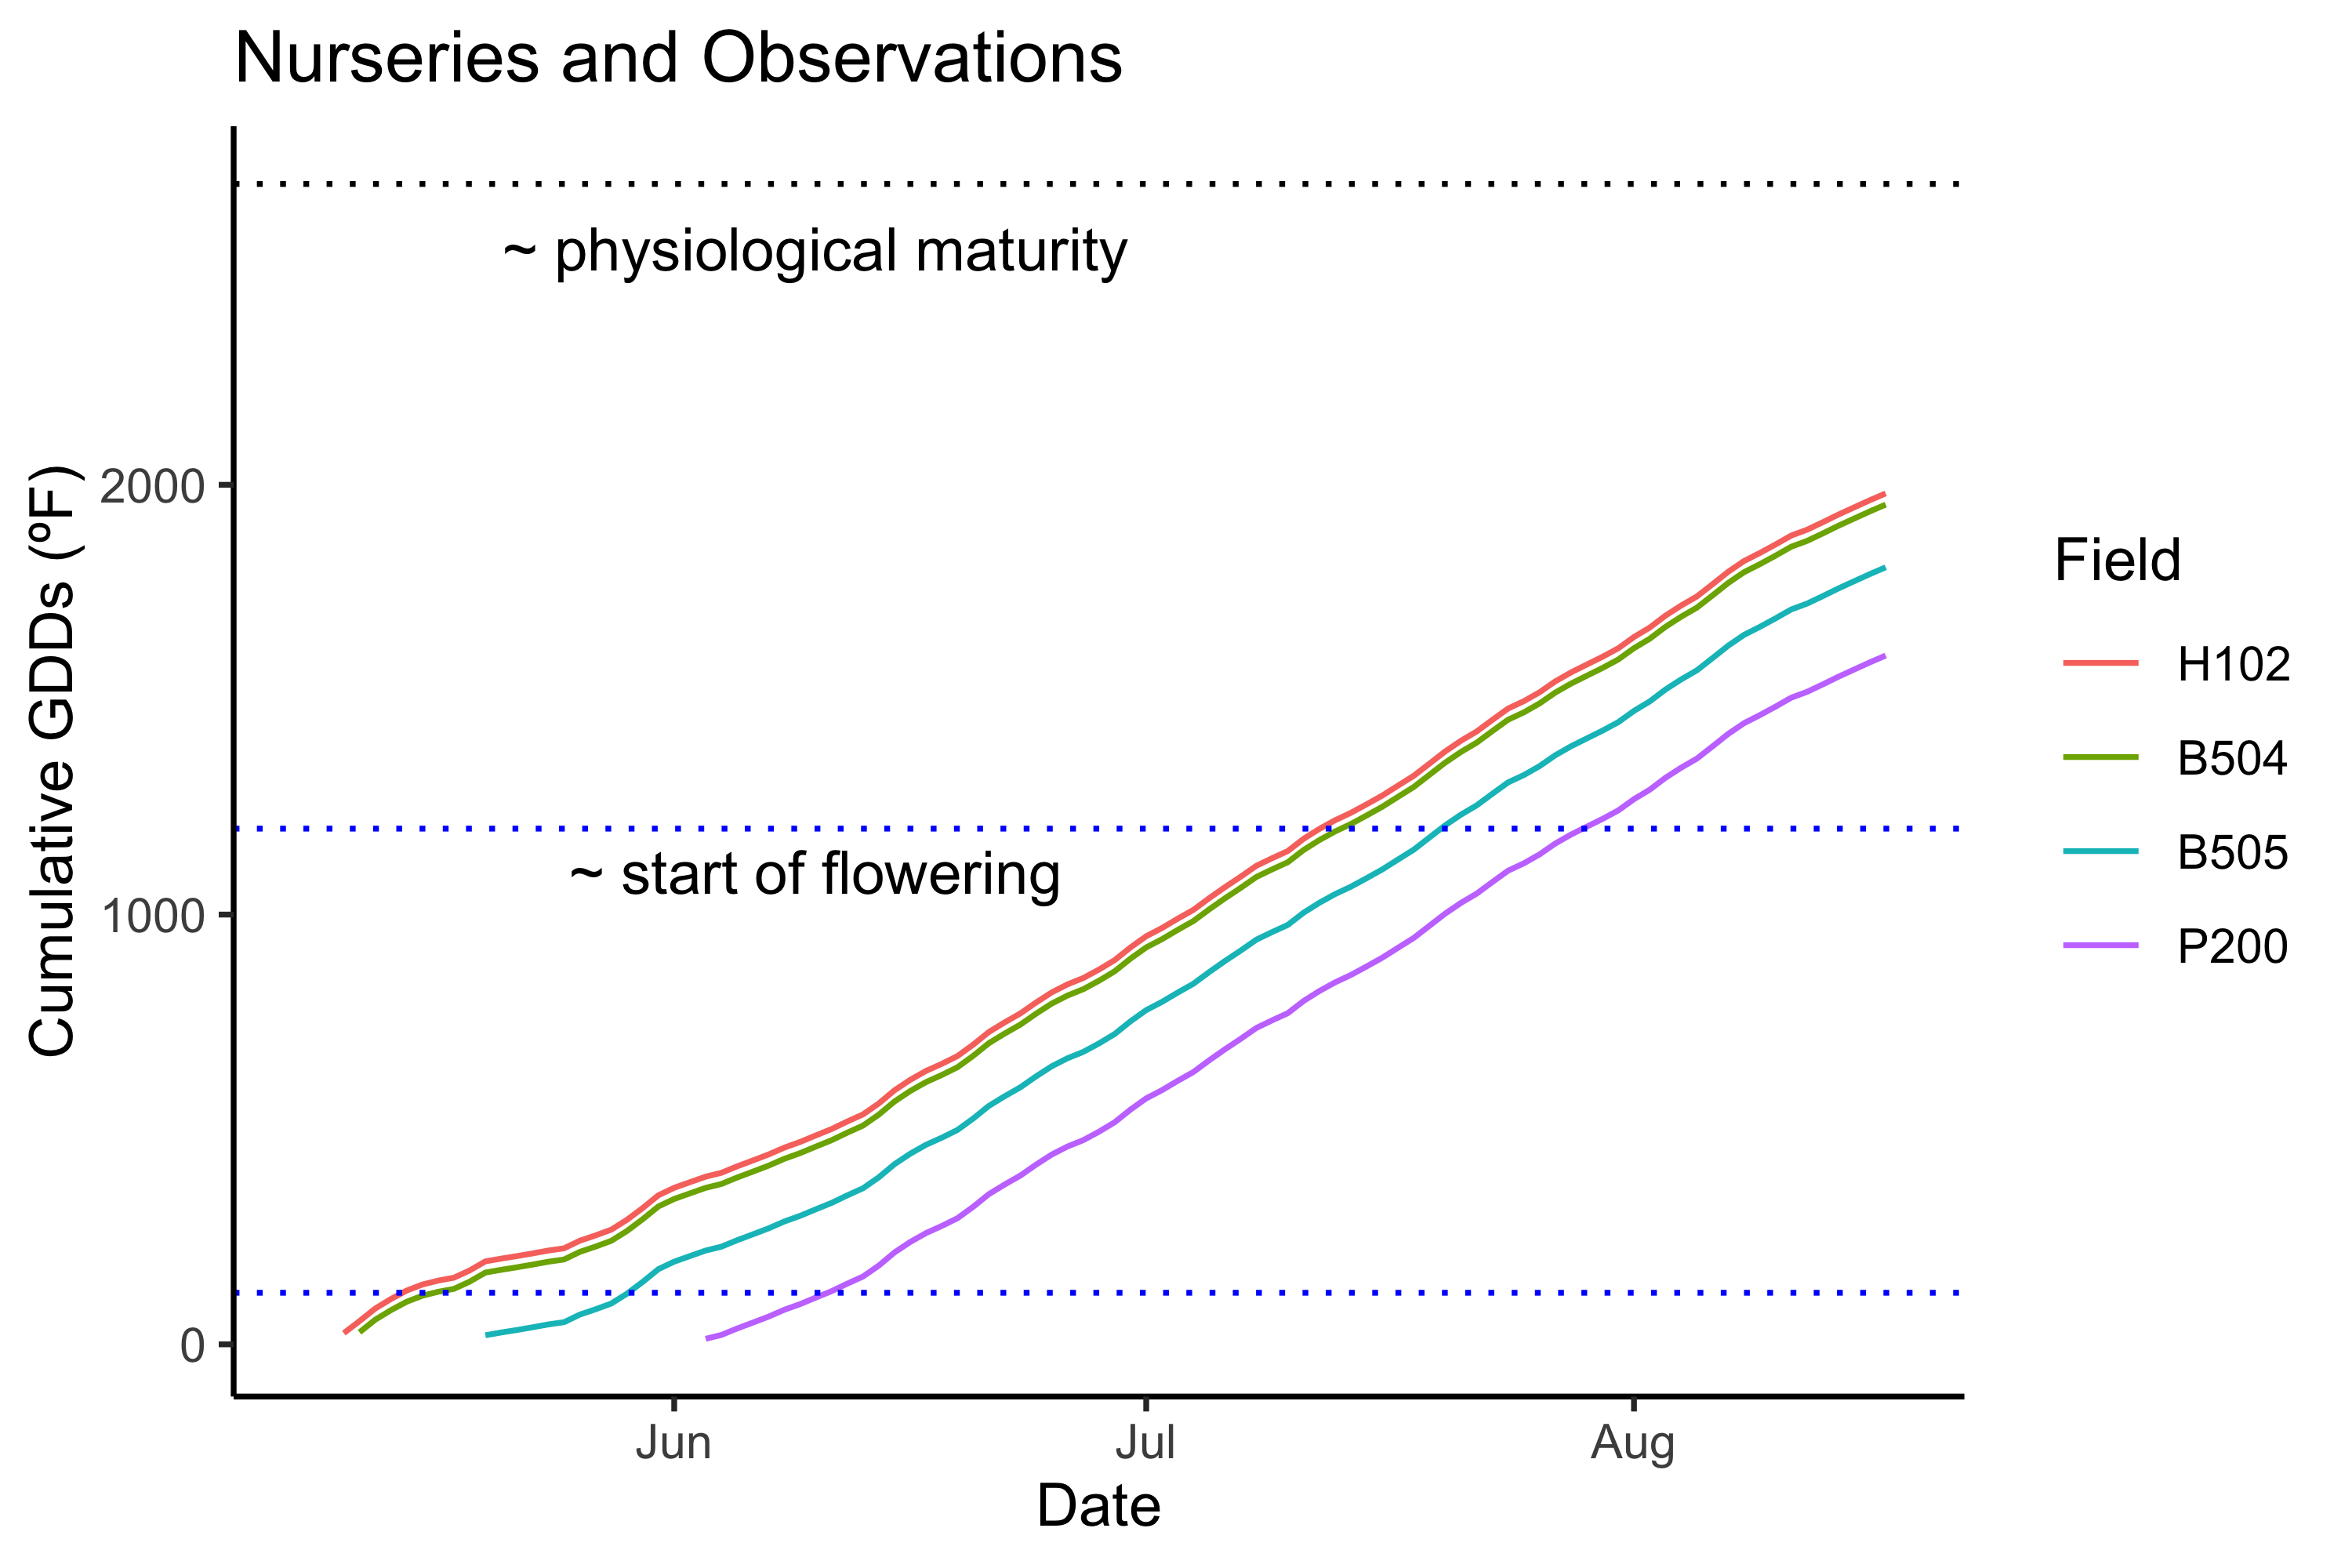 Nurseries and Observations
~ physiological maturity
~ start of flowering
Cumulative GDDs (ºF)
2000
1000
0
Jun
Jul
Aug
Date
Field
H102
B504
B505
P200